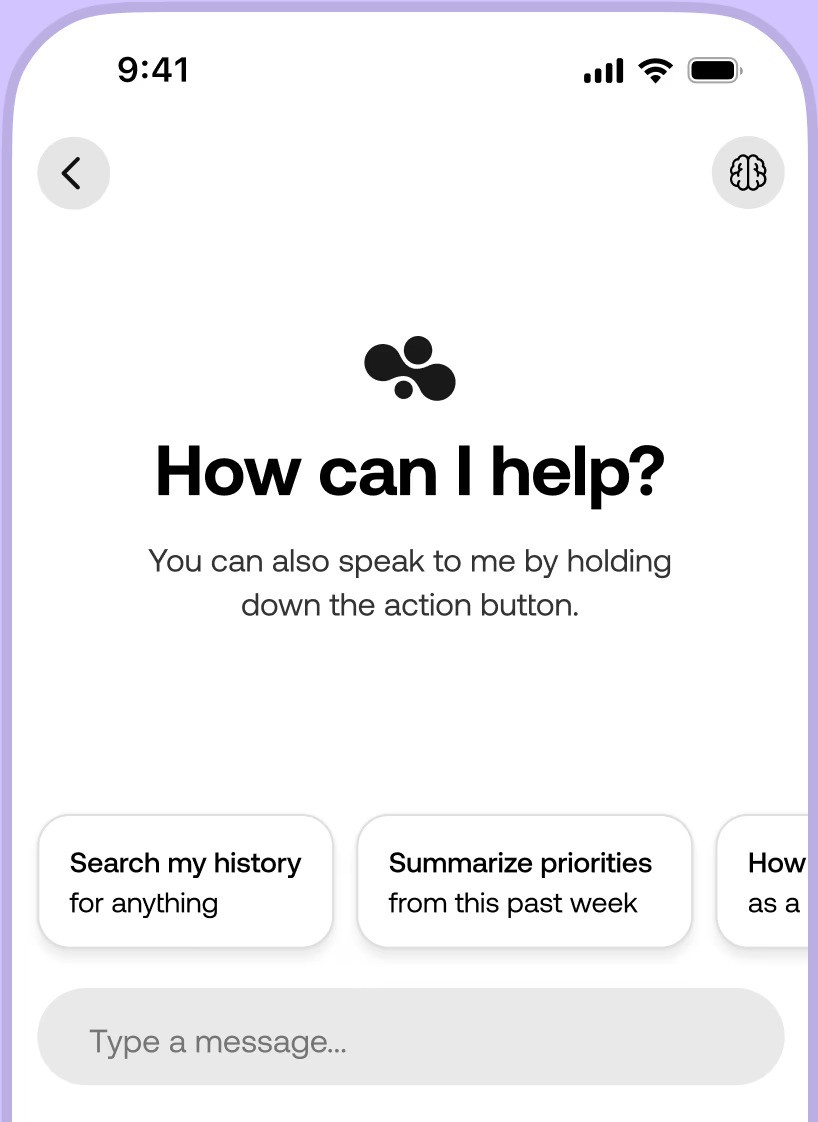 9:41
How can I help?
You can also speak to me by holding
down the action button.
Search my history
for anything
Summarize priorities
from this past week
How
as a
Type a message...